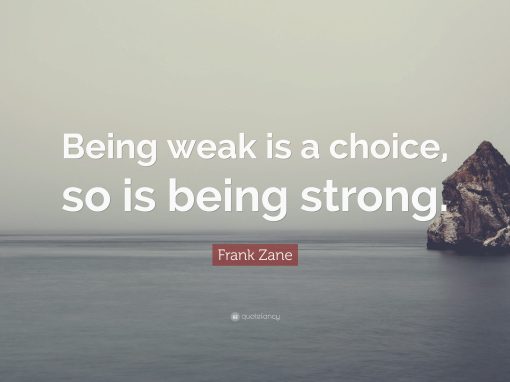 Being weak is a choice,
so is being strong.
Frank Zane
quotefancy